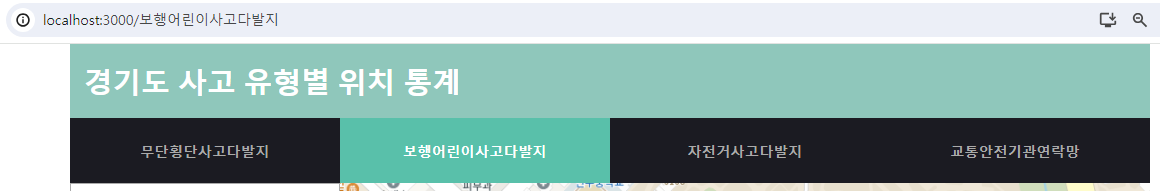 localhost:3000/보행어린이사고다발지
경기도 사고 유형별 위치 통계
무단횡단사고다발지 보행어린이사고다발지 자전거사고다발지 교통안전기관연락망
피부과